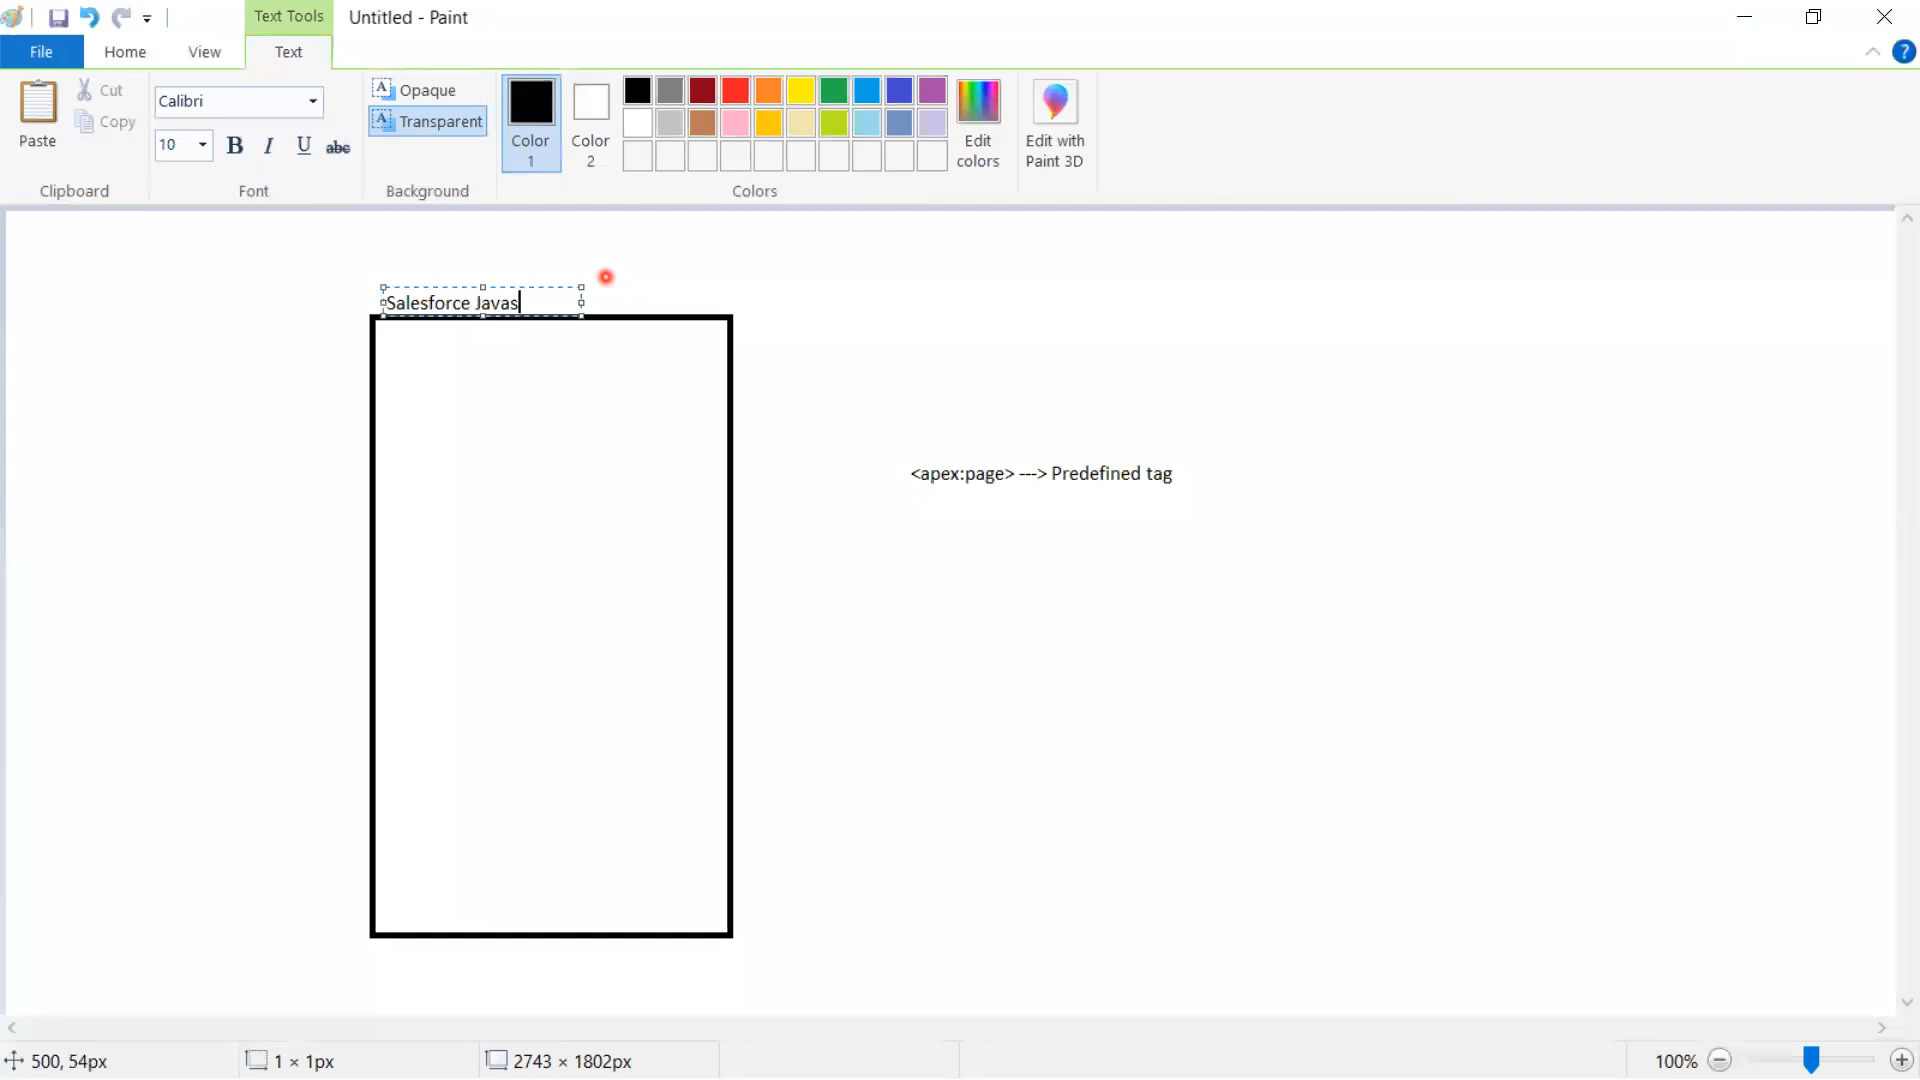 Text Tools
Untitled - Paint
File
Home
View
Text
?
Paste
Cut
Copy
Clipboard
Calibri
10
B
I
U
abc
Font
A Opaque
A Transparent
Background
Color
1
Color
2
Colors
Edit
colors
Edit with
Paint 3D
Salesforce Javas
<apex:page> ---> Predefined tag
500, 54px
1 × 1px
2743 × 1802px
100%